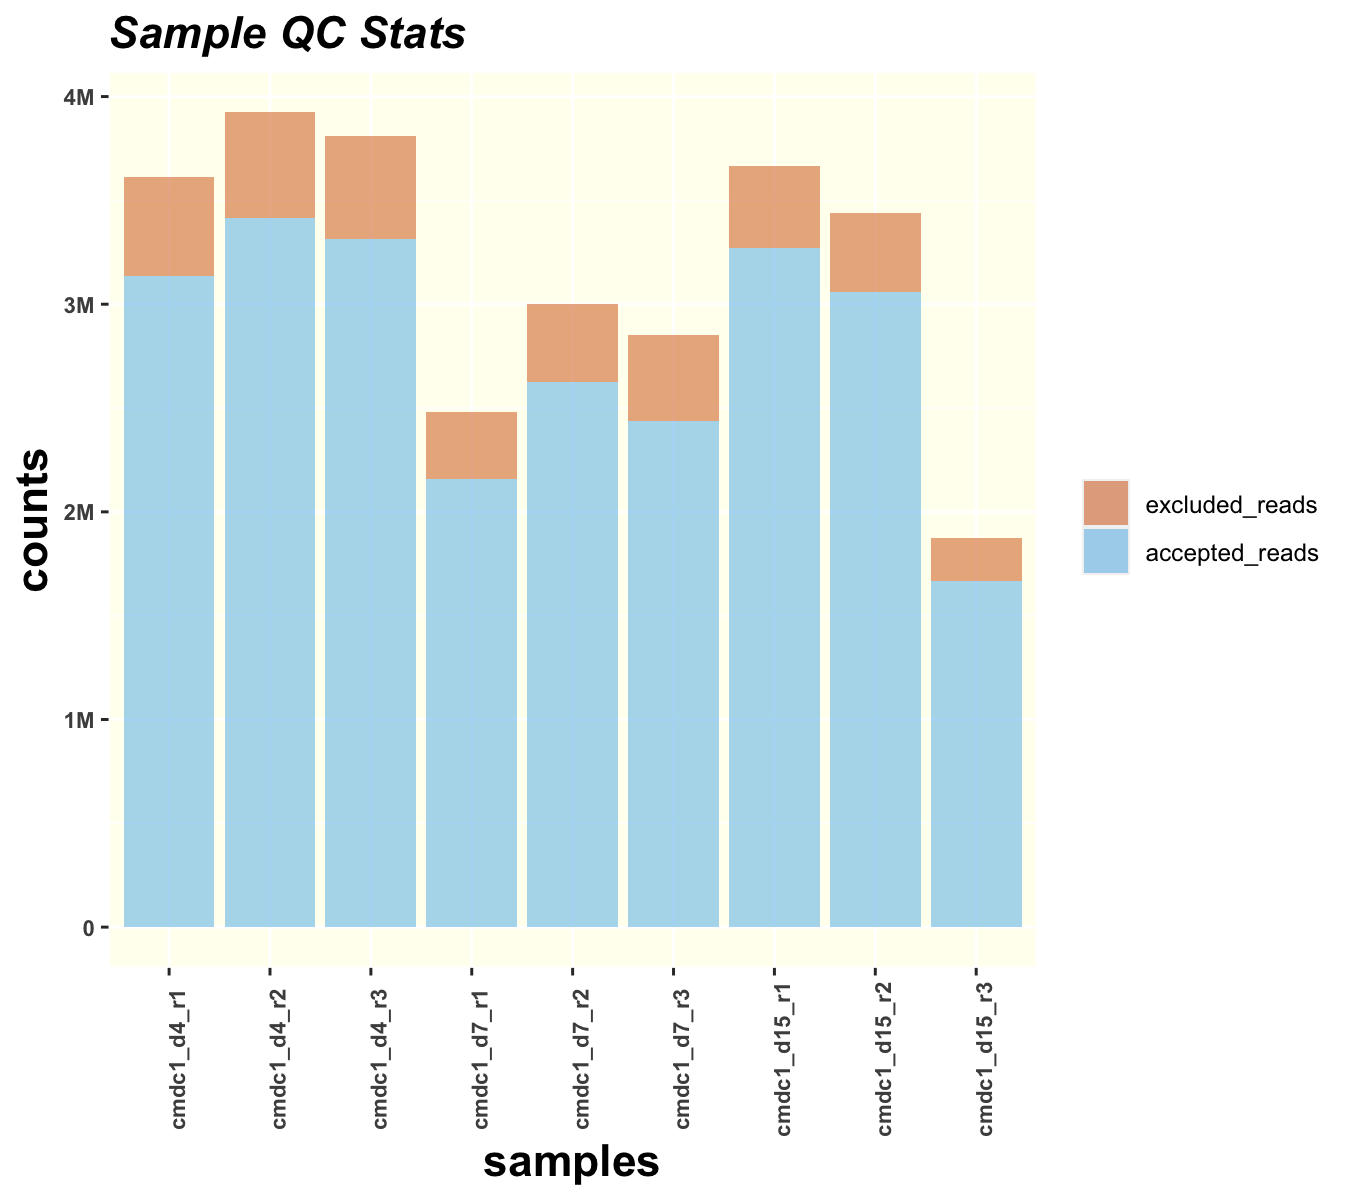 Sample QC Stats
counts
4M
3M
2M
1M
0
cmdc1_d4_r1
cmdc1_d4_r2
cmdc1_d4_r3
cmdc1_d7_r1
cmdc1_d7_r2
cmdc1_d7_r3
cmdc1_d15_r1
cmdc1_d15_r2
cmdc1_d15_r3
samples
excluded_reads
accepted_reads